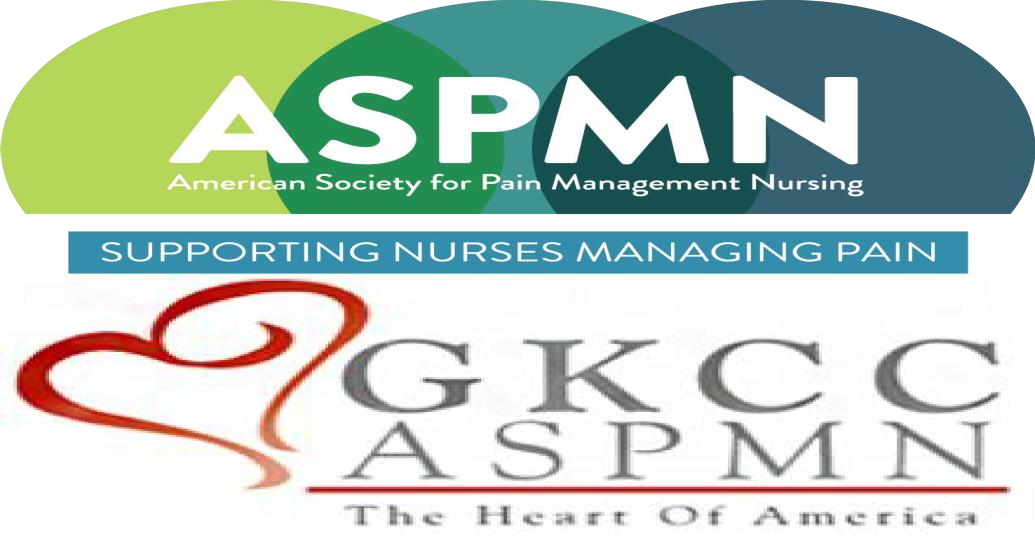 ASPMN
American Society for Pain Management Nursing
SUPPORTING NURSES MANAGING PAIN
GKCC
ASPMN
The Heart Of America